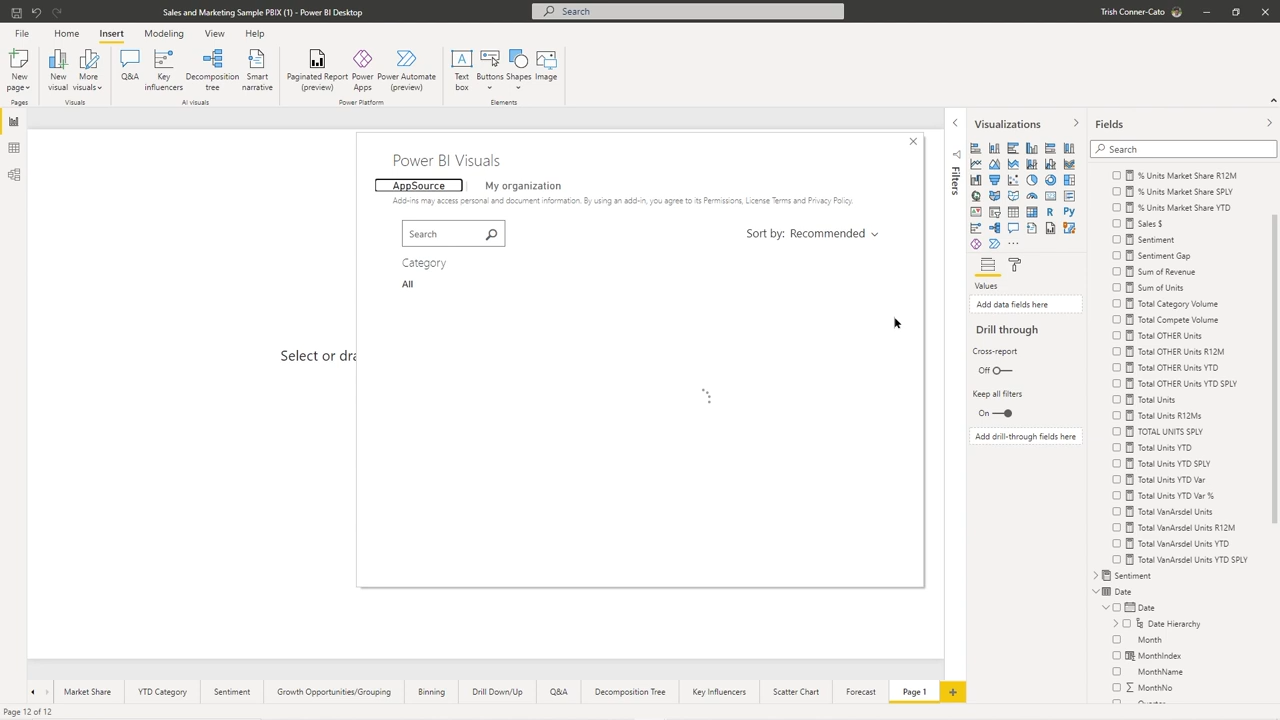 Sales and Marketing Sample PBIX (1) - Power BI Desktop
Search
Trish Conner-Cato
File
Home
Insert
Modeling
View
Help
New page
New visual
More visuals
Q&A
Key influencers
Decomposition tree
Smart narrative
Paginated Report (preview)
Power Apps
Power Automate (preview)
Text box
Buttons
Shapes
Image
Pages
Visuals
AI visuals
Power Platform
Elements
Select or dra
Power BI Visuals
AppSource
My organization
Add-ins may access personal and document information. By using an add-in, you agree to its Permissions, License Terms and Privacy Policy.
Search
Sort by: Recommended
Category
All
Filters
Visualizations
R
Py
Values
Add data fields here
Drill through
Cross-report
Off
Keep all filters
On
Add drill-through fields here
Fields
Search
% Units Market Share R12M
% Units Market Share SPLY
% Units Market Share YTD
Sales $
Sentiment
Sentiment Gap
Sum of Revenue
Sum of Units
Total Category Volume
Total Compete Volume
Total OTHER Units
Total OTHER Units R12M
Total OTHER Units YTD
Total OTHER Units YTD SPLY
Total Units
Total Units R12Ms
TOTAL UNITS SPLY
Total Units YTD
Total Units YTD SPLY
Total Units YTD Var
Total Units YTD Var %
Total VanArsdel Units
Total VanArsdel Units R12M
Total VanArsdel Units YTD
Total VanArsdel Units YTD SPLY
Sentiment
Date
Date
Date Hierarchy
Month
MonthIndex
MonthName
MonthNo
Market Share
YTD Category
Sentiment
Growth Opportunities/Grouping
Binning
Drill Down/Up
Q&A
Decomposition Tree
Key Influencers
Scatter Chart
Forecast
Page 1
Page 12 of 12